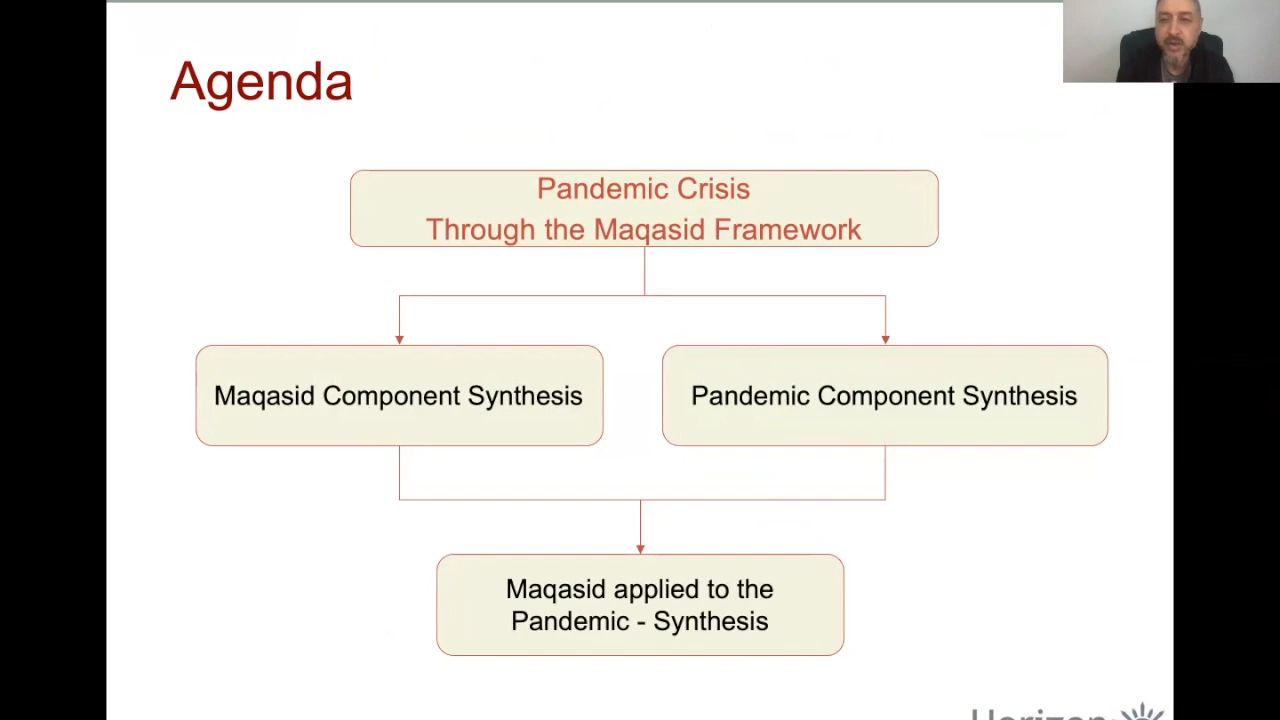 Agenda
Pandemic Crisis
Through the Maqasid Framework
Maqasid Component Synthesis
Pandemic Component Synthesis
Maqasid applied to the
Pandemic - Synthesis